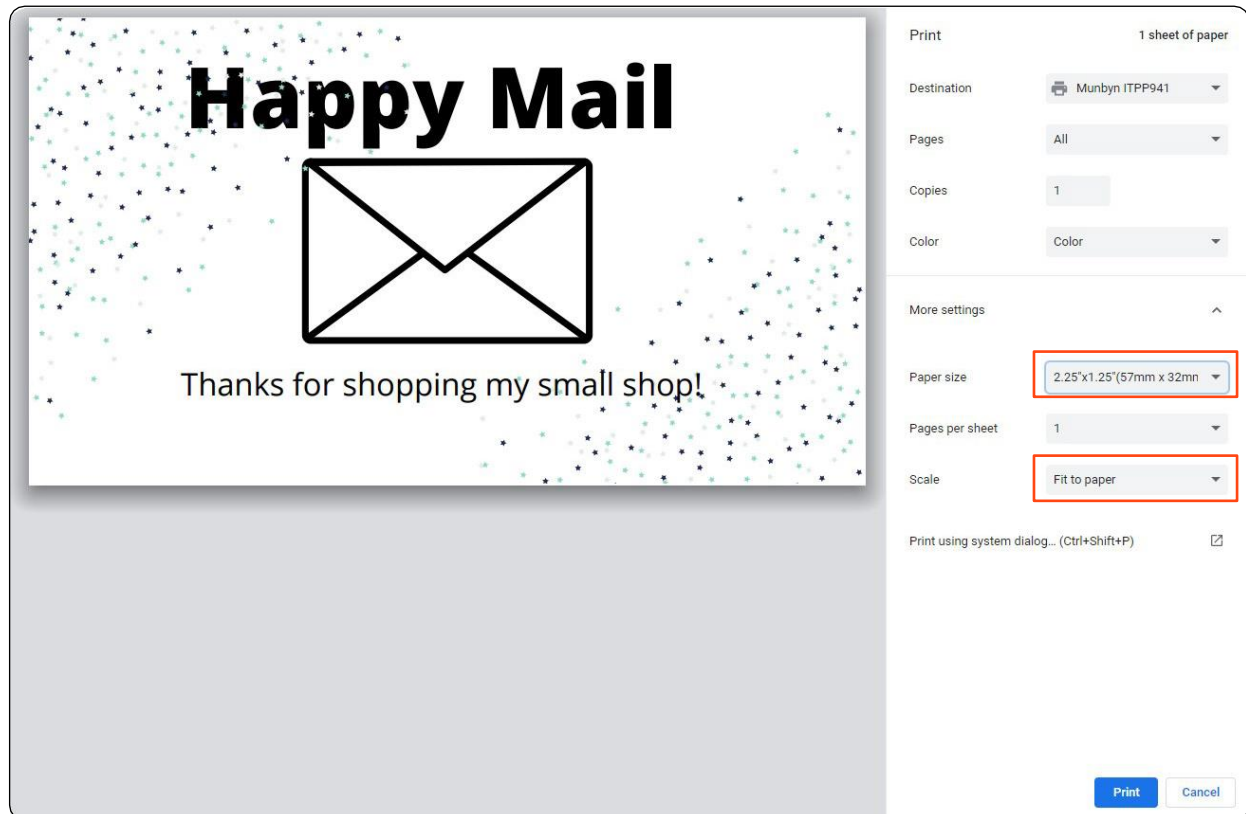 Happy Mail
Thanks for shopping my small shop!
Print 1 sheet of paper
Destination Munbyn ITPP941
Pages All
Copies 1
Color Color
More settings
Paper size 2.25"x1.25"(57mm x 32mn
Pages per sheet 1
Scale Fit to paper
Print using system dialog... (Ctrl+Shift+P)
Print Cancel